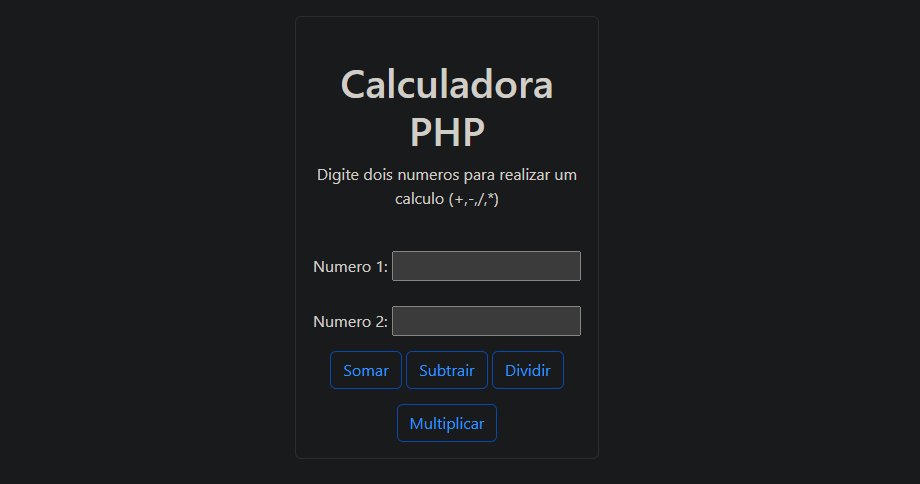 Calculadora
PHP
Digite dois numeros para realizar um
calculo (+,-,/,*)
Numero 1:
Numero 2:
Somar Subtrair Dividir
Multiplicar